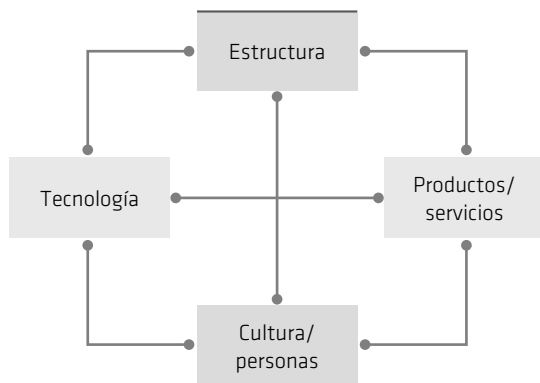 Estructura
Tecnología
Productos/
servicios
Cultura/
personas